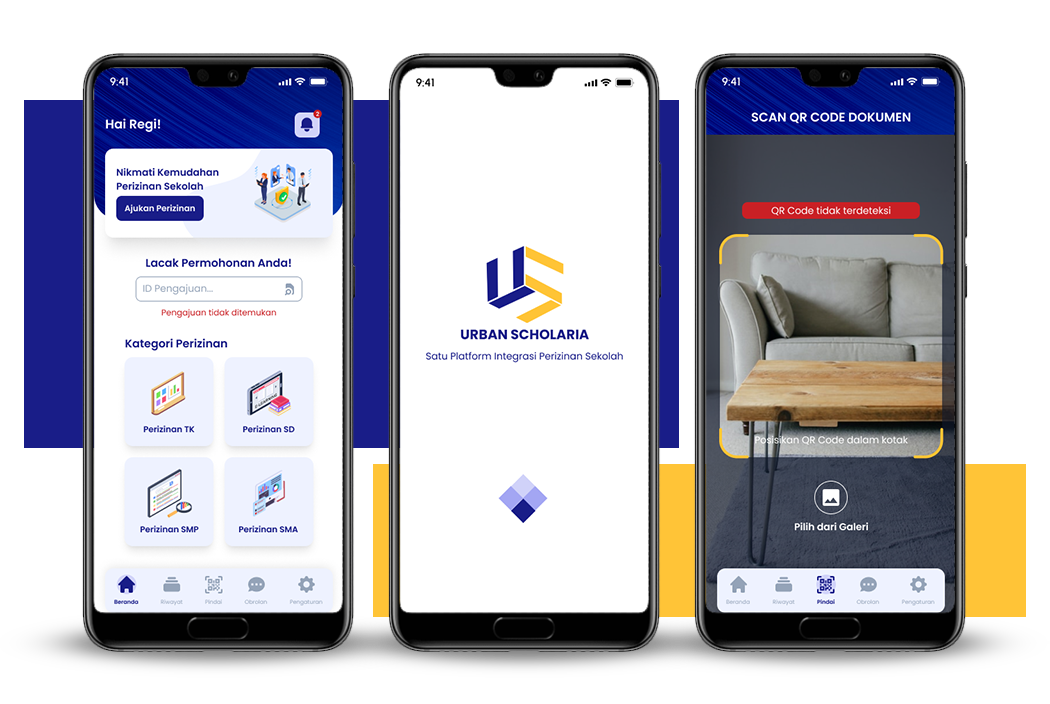 9:41
Hai Regi!
2
Nikmati Kemudahan
Perizinan Sekolah
Ajukan Perizinan
Lacak Permohonan Anda!
ID Pengajuan...
Pengajuan tidak ditemukan
Kategori Perizinan
Perizinan TK
Perizinan SD
Perizinan SMP
Perizinan SMA
Beranda
Riwayat
Pindai
Obrolan
Pengaturan
9:41
US
URBAN SCHOLARIA
Satu Platform Integrasi Perizinan Sekolah
9:41
SCAN QR CODE DOKUMEN
QR Code tidak terdeteksi
Posisikan QR Code dalam kotak
Pilih dari Galeri
Beranda
Riwayat
Pindai
Obrolan
Pengaturan